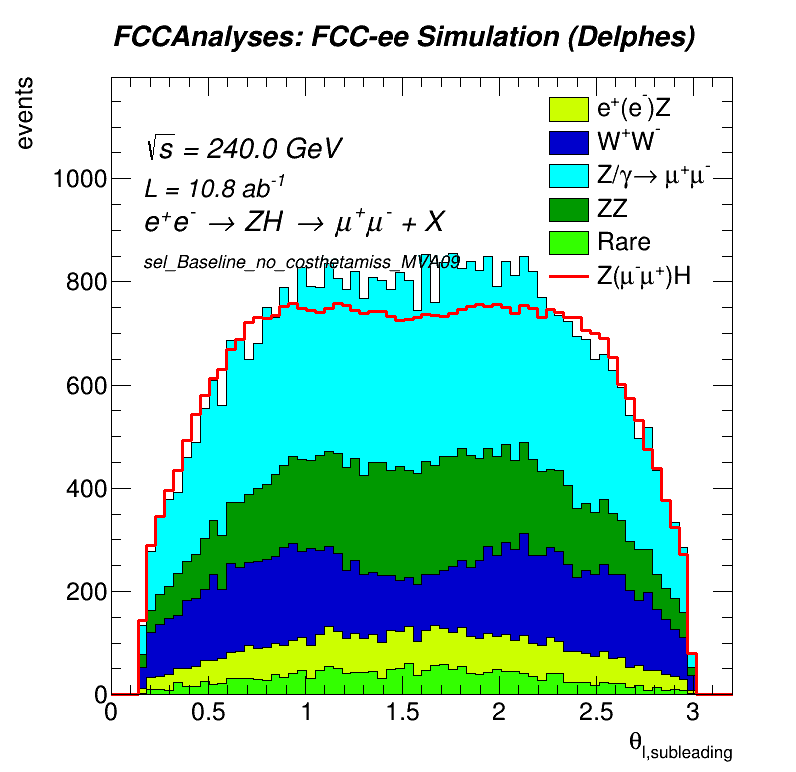 FCCAnalyses: FCC-ee Simulation (Delphes)
events
√s = 240.0 GeV
L = 10.8 ab⁻¹
e⁺e⁻ → ZH → μ⁺μ⁻ + X
sel_Baseline_no_costhetamiss_MVA09
e⁺(e⁻)Z
W⁺W⁻
Z/γ→ μ⁺μ⁻
ZZ
Rare
Z(μ⁻μ⁺)H
1000
800
600
400
200
0
0 0.5 1 1.5 2 2.5 3
θl,subleading